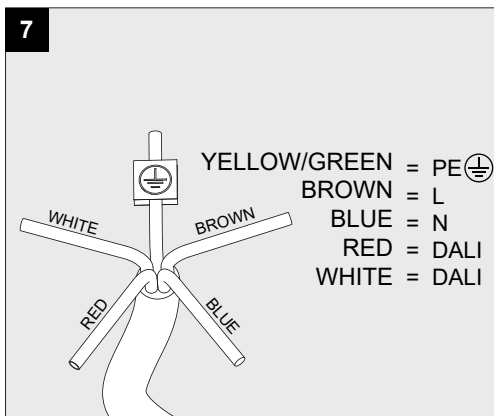 7
YELLOW/GREEN = PE
BROWN = L
BLUE = N
RED = DALI
WHITE = DALI
WHITE
BROWN
RED
BLUE